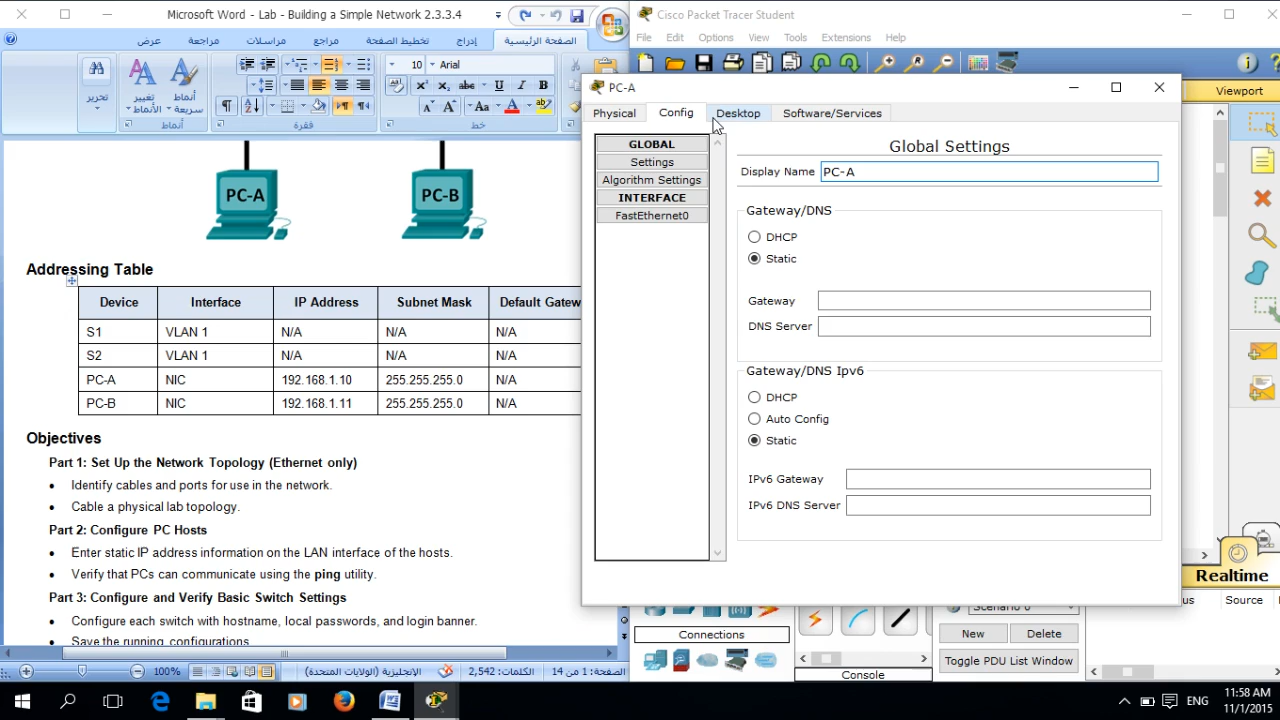 Microsoft Word - Lab - Building a Simple Network 2.3.3.4
الصفحة الرئيسية
إدراج
تخطيط الصفحة
مراجع
مراسلات
مراجعة
عرض
10
Arial
تحرير
تغيير الأنماط
أنماط سريعة
أنماط
فقرة
خط
PC-A
PC-B
Addressing Table
Device Interface IP Address Subnet Mask Default Gatew
S1 VLAN 1 N/A N/A N/A
S2 VLAN 1 N/A N/A N/A
PC-A NIC 192.168.1.10 255.255.255.0 N/A
PC-B NIC 192.168.1.11 255.255.255.0 N/A
Objectives
Part 1: Set Up the Network Topology (Ethernet only)
• Identify cables and ports for use in the network.
• Cable a physical lab topology.
Part 2: Configure PC Hosts
• Enter static IP address information on the LAN interface of the hosts.
• Verify that PCs can communicate using the ping utility.
Part 3: Configure and Verify Basic Switch Settings
• Configure each switch with hostname, local passwords, and login banner.
• Save the running configurations
100%
الإنجليزية (الولايات المتحدة)
الكلمات: 2,542
الصفحة: 1 من 14
Cisco Packet Tracer Student
File Edit Options View Tools Extensions Help
Viewport
PC-A
Physical Config Desktop Software/Services
GLOBAL
Settings
Algorithm Settings
INTERFACE
FastEthernet0
Global Settings
Display Name PC-A
Gateway/DNS
DHCP
Static
Gateway
DNS Server
Gateway/DNS Ipv6
DHCP
Auto Config
Static
IPv6 Gateway
IPv6 DNS Server
Realtime
Scenario 0
us Source
Connections
New Delete
Toggle PDU List Window
Console
ENG
11:58 AM
11/1/2015